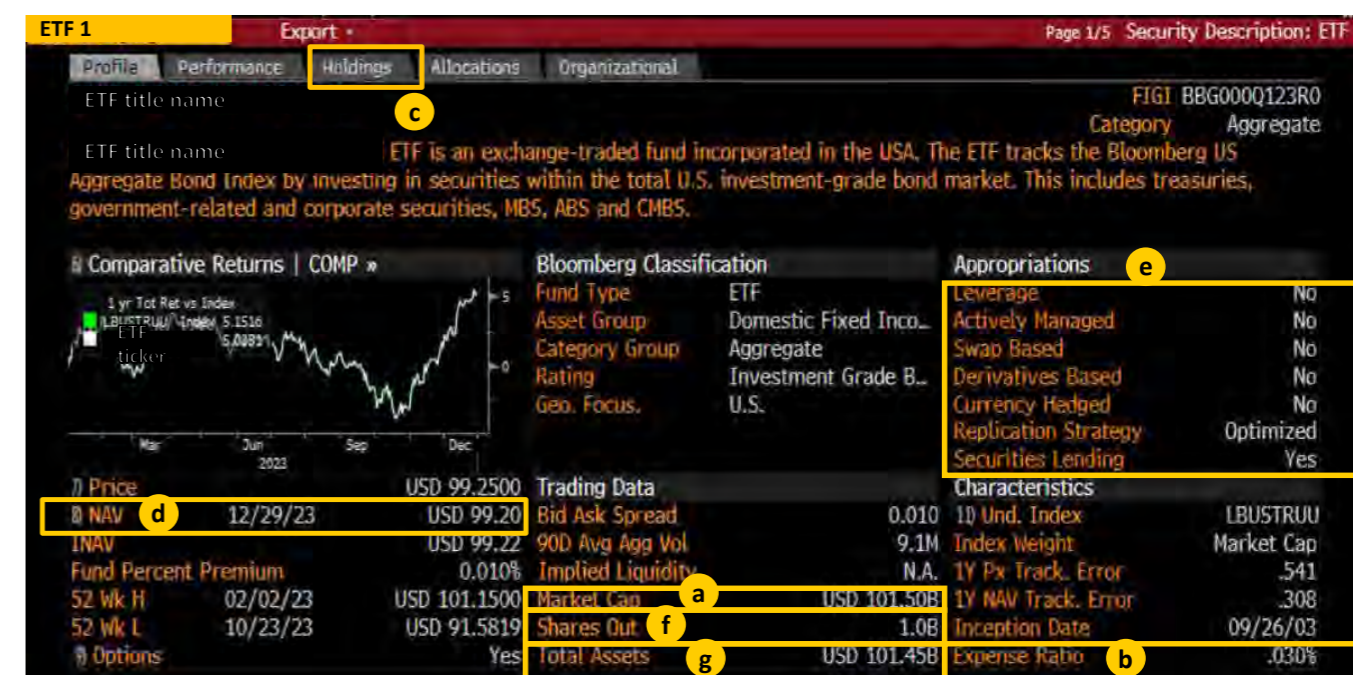 ETF 1 Export Page 1/5 Security Description: ETF
Profile Performance Holdings Allocations Organizational
c
ETF title name FIGI BBG000Q123R0
Category Aggregate
ETF title name ETF is an exchange-traded fund incorporated in the USA. The ETF tracks the Bloomberg US
Aggregate Bond Index by investing in securities within the total U.S. investment-grade bond market. This includes treasuries,
government-related and corporate securities, MBS, ABS and CMBS.
Comparative Returns | COMP » Bloomberg Classification Appropriations e
1 yr Tot Ret vs Index
LBUSTRUU Index 5.1516
ETF
ticker
5
0
Mar Jun Sep Dec
2023
Fund Type ETF
Asset Group Domestic Fixed Inco…
Category Group Aggregate
Rating Investment Grade B…
Geo. Focus. U.S.
Leverage No
Actively Managed No
Swap Based No
Derivatives Based No
Currency Hedged No
Replication Strategy Optimized
Securities Lending Yes
7) Price USD 99.2500
8) NAV d 12/29/23 USD 99.20
INAV USD 99.22
Fund Percent Premium 0.010%
52 Wk H 02/02/23 USD 101.1500
52 Wk L 10/23/23 USD 91.5819
9) Options Yes
Trading Data
Bid Ask Spread 0.010
90D Avg Agg Vol 9.1M
Implied Liquidity N.A.
Market Cap a USD 101.50B
Shares Out f 1.0B
Total Assets g USD 101.45B
Characteristics
Und. Index LBUSTRUU
Index Weight Market Cap
1Y Px Track. Error .541
1Y NAV Track. Error .308
Inception Date 09/26/03
Expense Ratio b .030%